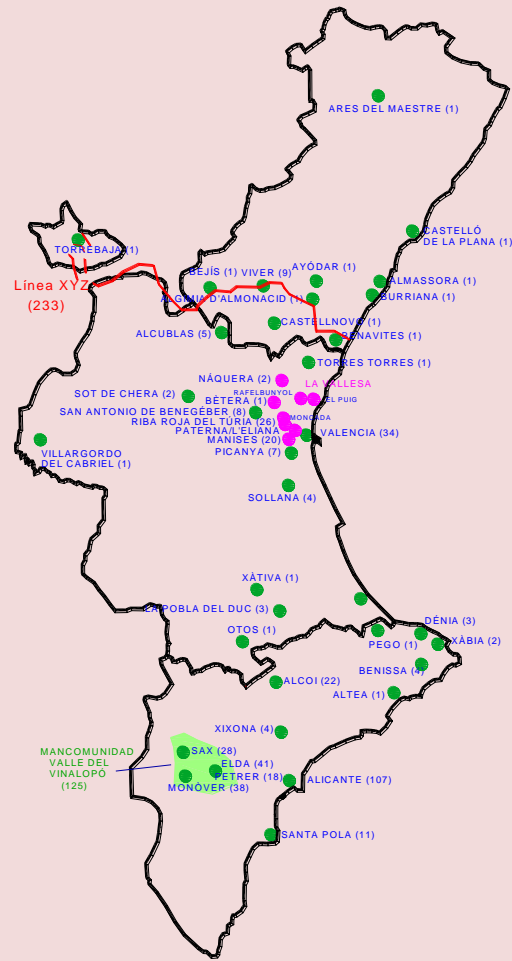 ARES DEL MAESTRE (1)
CASTELLÓ
DE LA PLANA (1)
TORREBAJA (1)
Línea XYZ
(233)
BEJÍS (1)
VIVER (9)
AYÓDAR (1)
ALMASSORA (1)
ALGIMIA D'ALMONACID (1)
BURRIANA (1)
CASTELLNOVO (1)
ALCUBLAS (5)
BENAVITES (1)
TORRES TORRES (1)
NÁQUERA (2)
LA VALLESA
SOT DE CHERA (2)
RAFELBUNYOL
BÈTERA (1)
EL PUIG
SAN ANTONIO DE BENEGÉBER (8)
MONCADA
RIBA ROJA DEL TÚRIA (26)
PATERNA/L'ELIANA
VALENCIA (34)
MANISES (20)
VILLARGORDO
DEL CABRIEL (1)
PICANYA (7)
SOLLANA (4)
XÀTIVA (1)
LA POBLA DEL DUC (3)
DÉNIA (3)
OTOS (1)
PEGO (1)
XÀBIA (2)
BENISSA (4)
ALCOI (22)
ALTEA (1)
XIXONA (4)
MANCOMUNIDAD
VALLE DEL
VINALOPÓ
(125)
SAX (28)
ELDA (41)
PETRER (18)
MONÒVER (38)
ALICANTE (107)
SANTA POLA (11)